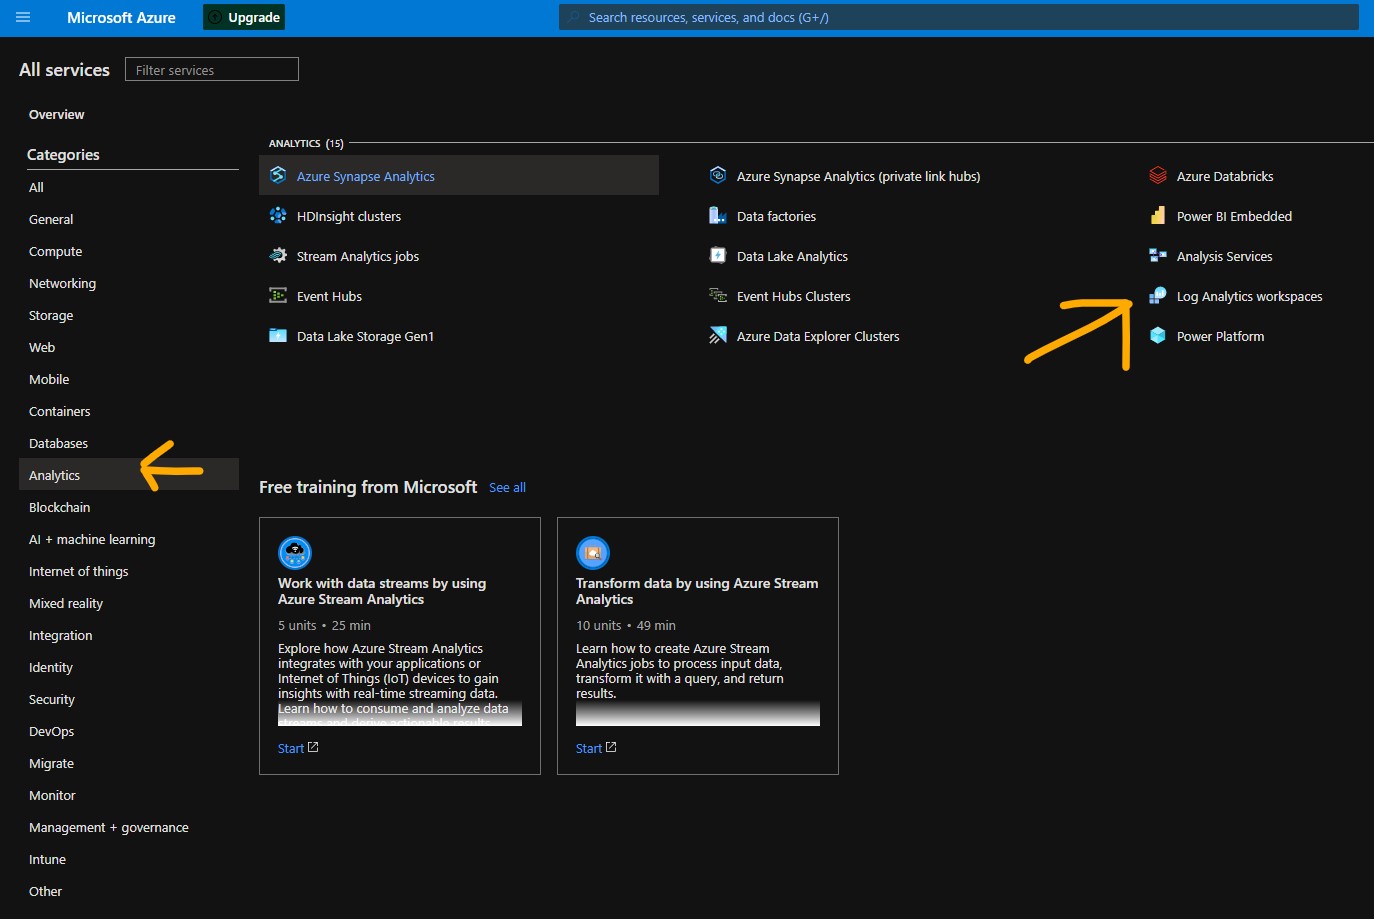 Microsoft Azure
Upgrade
Search resources, services, and docs (G+/)
All services
Filter services
Overview
Categories
All
General
Compute
Networking
Storage
Web
Mobile
Containers
Databases
Analytics
Blockchain
AI + machine learning
Internet of things
Mixed reality
Integration
Identity
Security
DevOps
Migrate
Monitor
Management + governance
Intune
Other
ANALYTICS (15)
Azure Synapse Analytics
Azure Synapse Analytics (private link hubs)
Azure Databricks
HDInsight clusters
Data factories
Power BI Embedded
Stream Analytics jobs
Data Lake Analytics
Analysis Services
Event Hubs
Event Hubs Clusters
Log Analytics workspaces
Data Lake Storage Gen1
Azure Data Explorer Clusters
Power Platform
Free training from Microsoft
See all
Work with data streams by using
Azure Stream Analytics
5 units • 25 min
Explore how Azure Stream Analytics
integrates with your applications or
Internet of Things (IoT) devices to gain
insights with real-time streaming data.
Learn how to consume and analyze data
streams and derive actionable results.
Start
Transform data by using Azure Stream
Analytics
10 units • 49 min
Learn how to create Azure Stream
Analytics jobs to process input data,
transform it with a query, and return
results.
Start